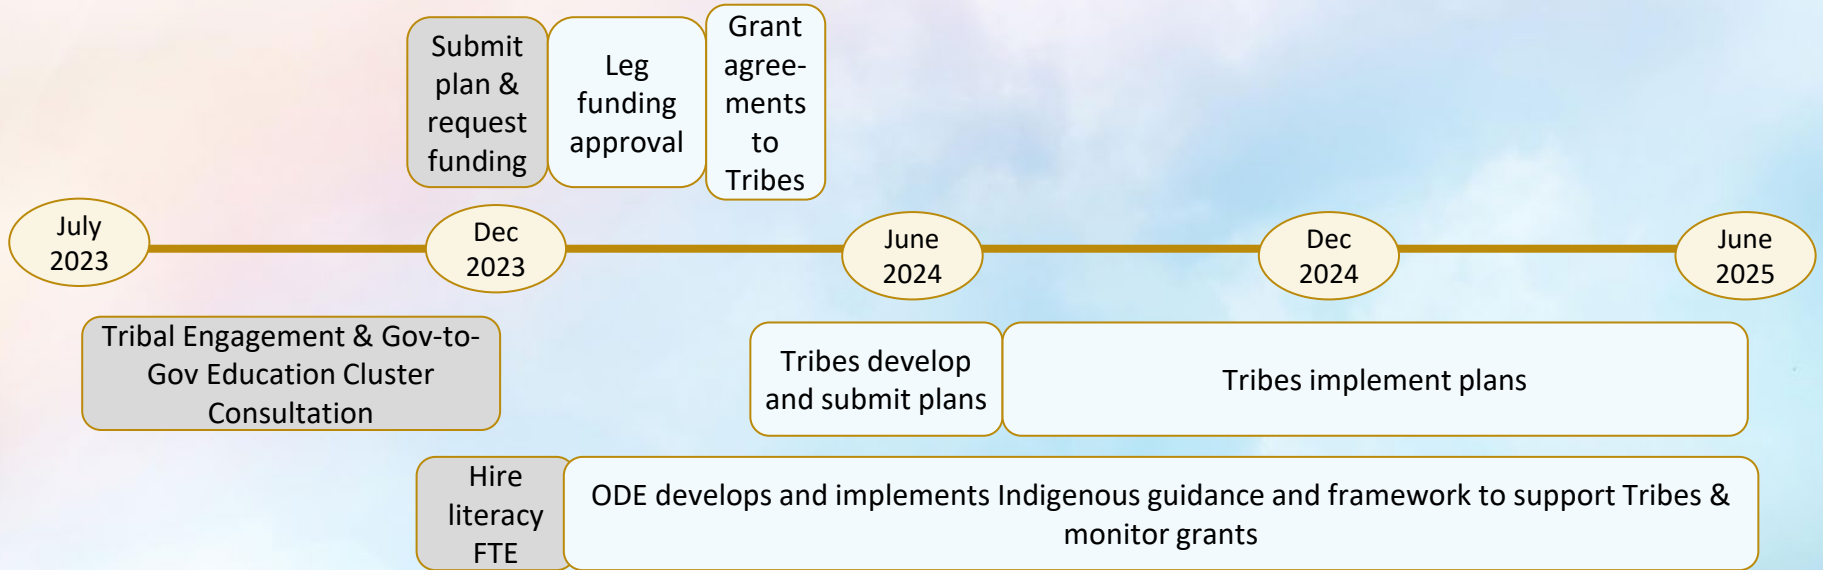 Submit
plan &
request
funding
Leg
funding
approval
Grant
agree-
ments
to
Tribes
July
2023
Dec
2023
June
2024
Dec
2024
June
2025
Tribal Engagement & Gov-to-
Gov Education Cluster
Consultation
Tribes develop
and submit plans
Tribes implement plans
Hire
literacy
FTE
ODE develops and implements Indigenous guidance and framework to support Tribes &
monitor grants